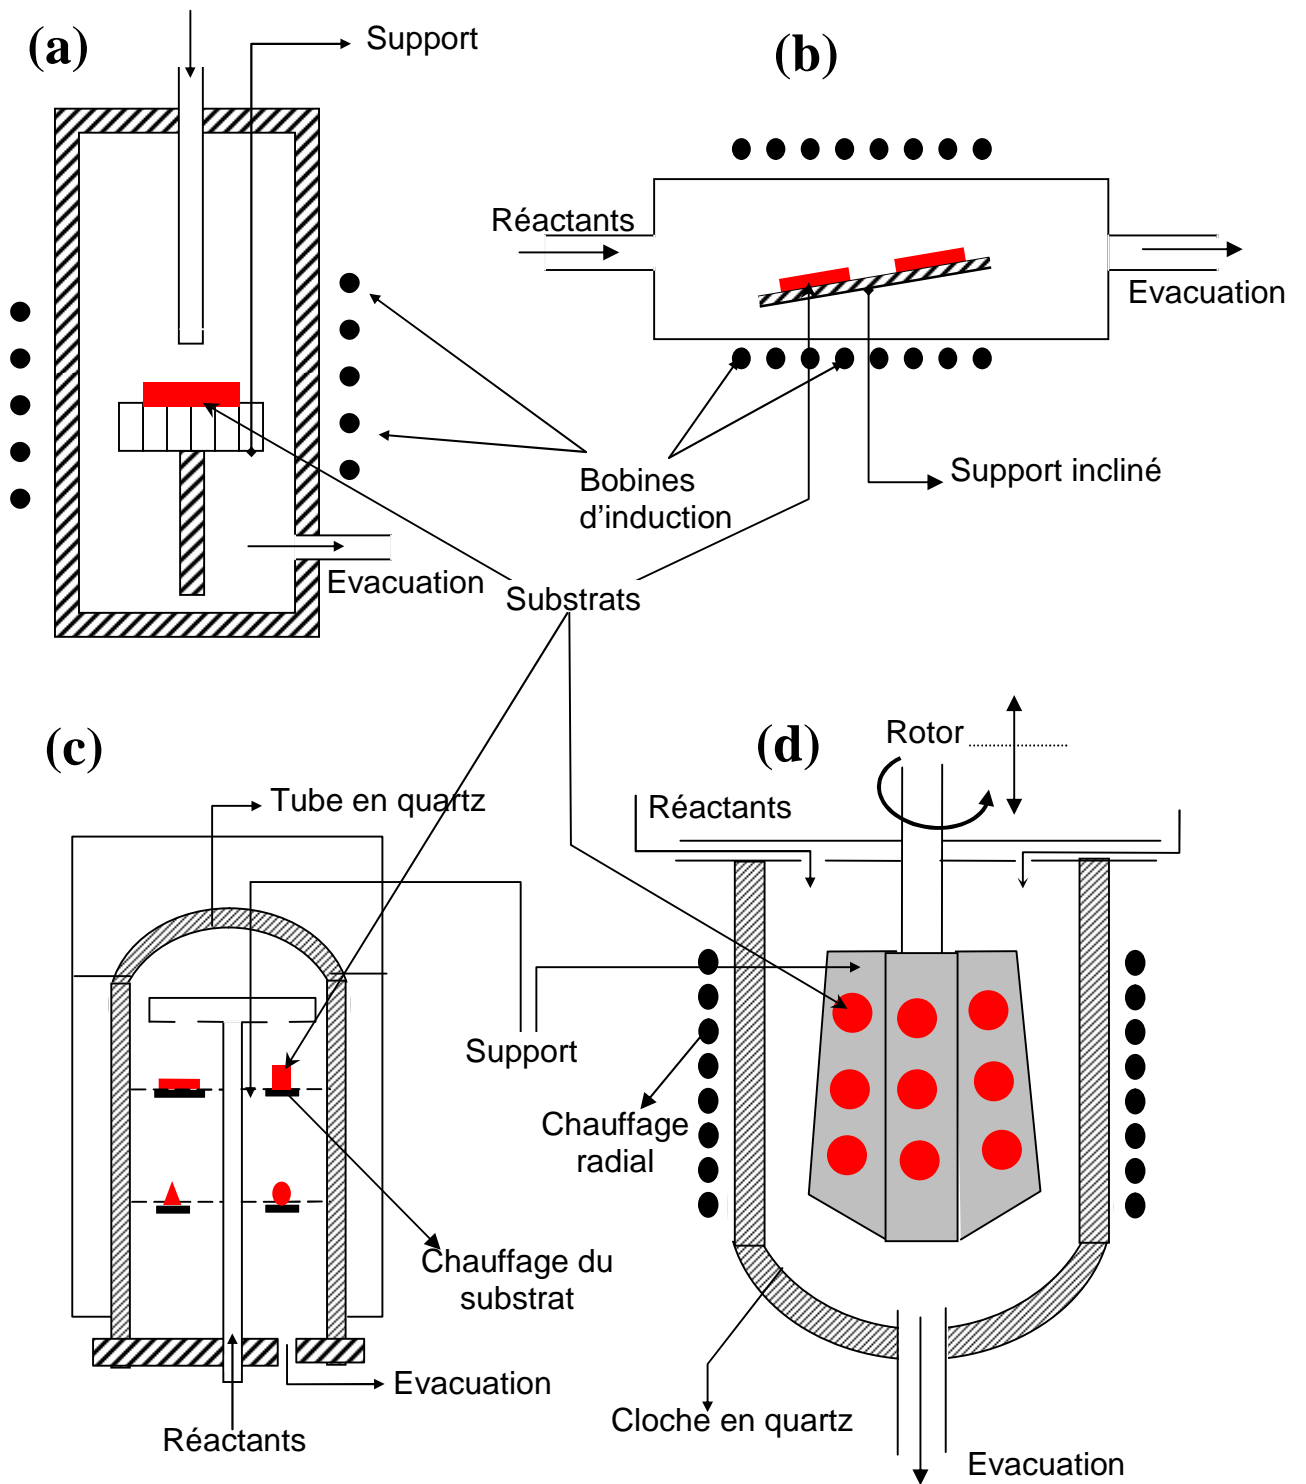 (a)
Support
(b)
Réactants
Evacuation
Support incliné
Bobines
d'induction
Evacuation
Substrats
(c)
(d)
Rotor
Tube en quartz
Réactants
Support
Chauffage
radial
Chauffage du
substrat
Evacuation
Réactants
Cloche en quartz
Evacuation